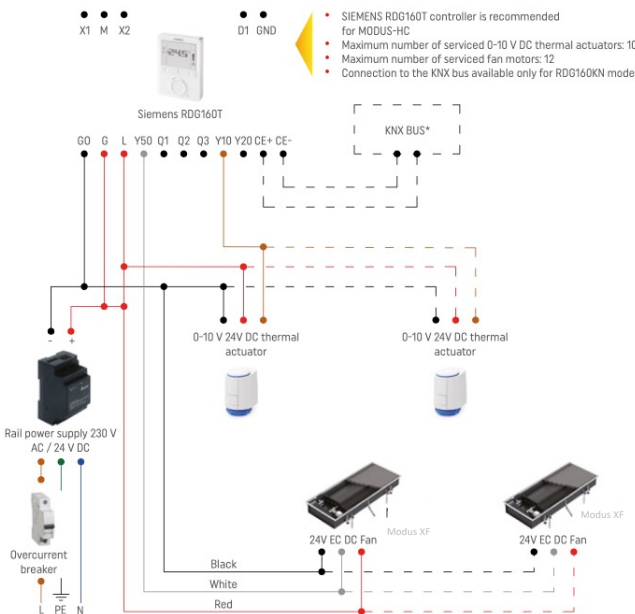 X1 M X2
D1 GND
• SIEMENS RDG160T controller is recommended
for MODUS-HC
• Maximum number of serviced 0-10 V DC thermal actuators: 10
• Maximum number of serviced fan motors: 12
• Connection to the KNX bus available only for RDG160KN mode
24.5
Siemens RDG160T
KNX BUS*
GO G L Y50 Q1 Q2 Q3 Y10 Y20 CE+ CE-
- +
0-10 V 24V DC thermal
actuator
0-10 V 24V DC thermal
actuator
Rail power supply 230 V
AC / 24 V DC
Modus XF
Modus XF
24V EC DC Fan
24V EC DC Fan
Overcurrent
breaker
Black
White
Red
L PE N